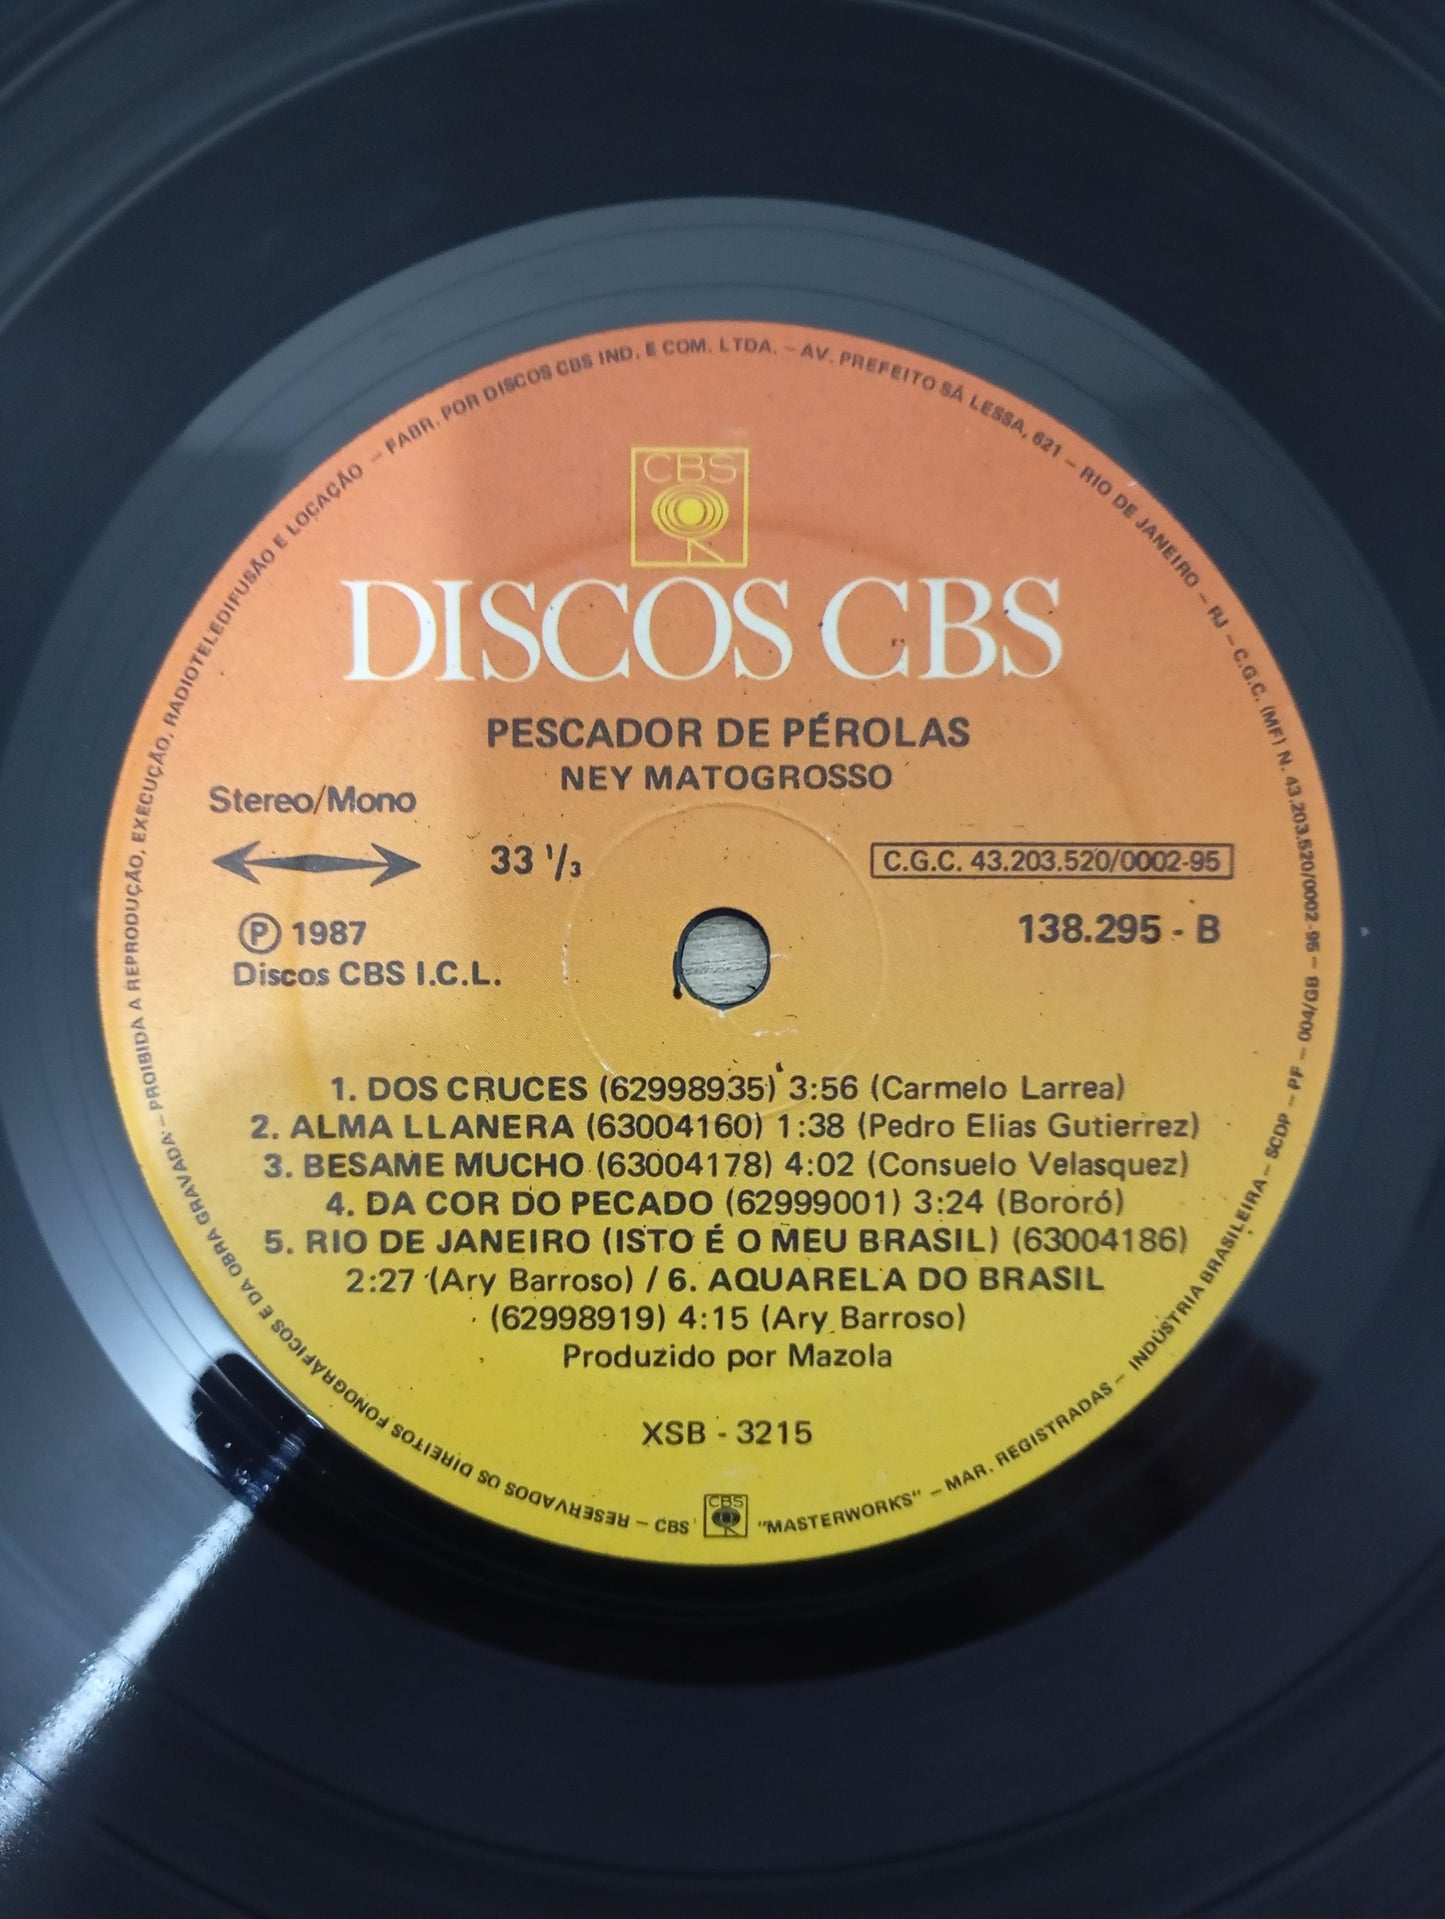 FABR. POR DISCOS CBS IND. E COM. LTDA. – AV. PREFEITO SÁ LESSA, 621 – RIO DE JANEIRO – RJ – C.G.C. (MF) N. 43.203.520/0002-95 – BG/400 – PF – SCDP – INDÚSTRIA BRASILEIRA –
CBS
DISCOS CBS
PESCADOR DE PÉROLAS
NEY MATOGROSSO
Stereo/Mono
33 1/3
C.G.C. 43.203.520/0002-95
Ⓟ 1987
138.295 - B
Discos CBS I.C.L.
1. DOS CRUCES (62998935) 3:56 (Carmelo Larrea)
2. ALMA LLANERA (63004160) 1:38 (Pedro Elias Gutierrez)
3. BESAME MUCHO (63004178) 4:02 (Consuelo Velasquez)
4. DA COR DO PECADO (62999001) 3:24 (Bororó)
5. RIO DE JANEIRO (ISTO É O MEU BRASIL) (63004186)
2:27 (Ary Barroso) / 6. AQUARELA DO BRASIL
(62998919) 4:15 (Ary Barroso)
Produzido por Mazola
XSB - 3215
RESERVADOS OS DIREITOS FONOGRÁFICOS E DA OBRA GRAVADA – PROIBIDA A REPRODUÇÃO, EXECUÇÃO, RADIOTELEDIFUSÃO E LOCAÇÃO –
– CBS CBS "MASTERWORKS" – MAR. REGISTRADAS –